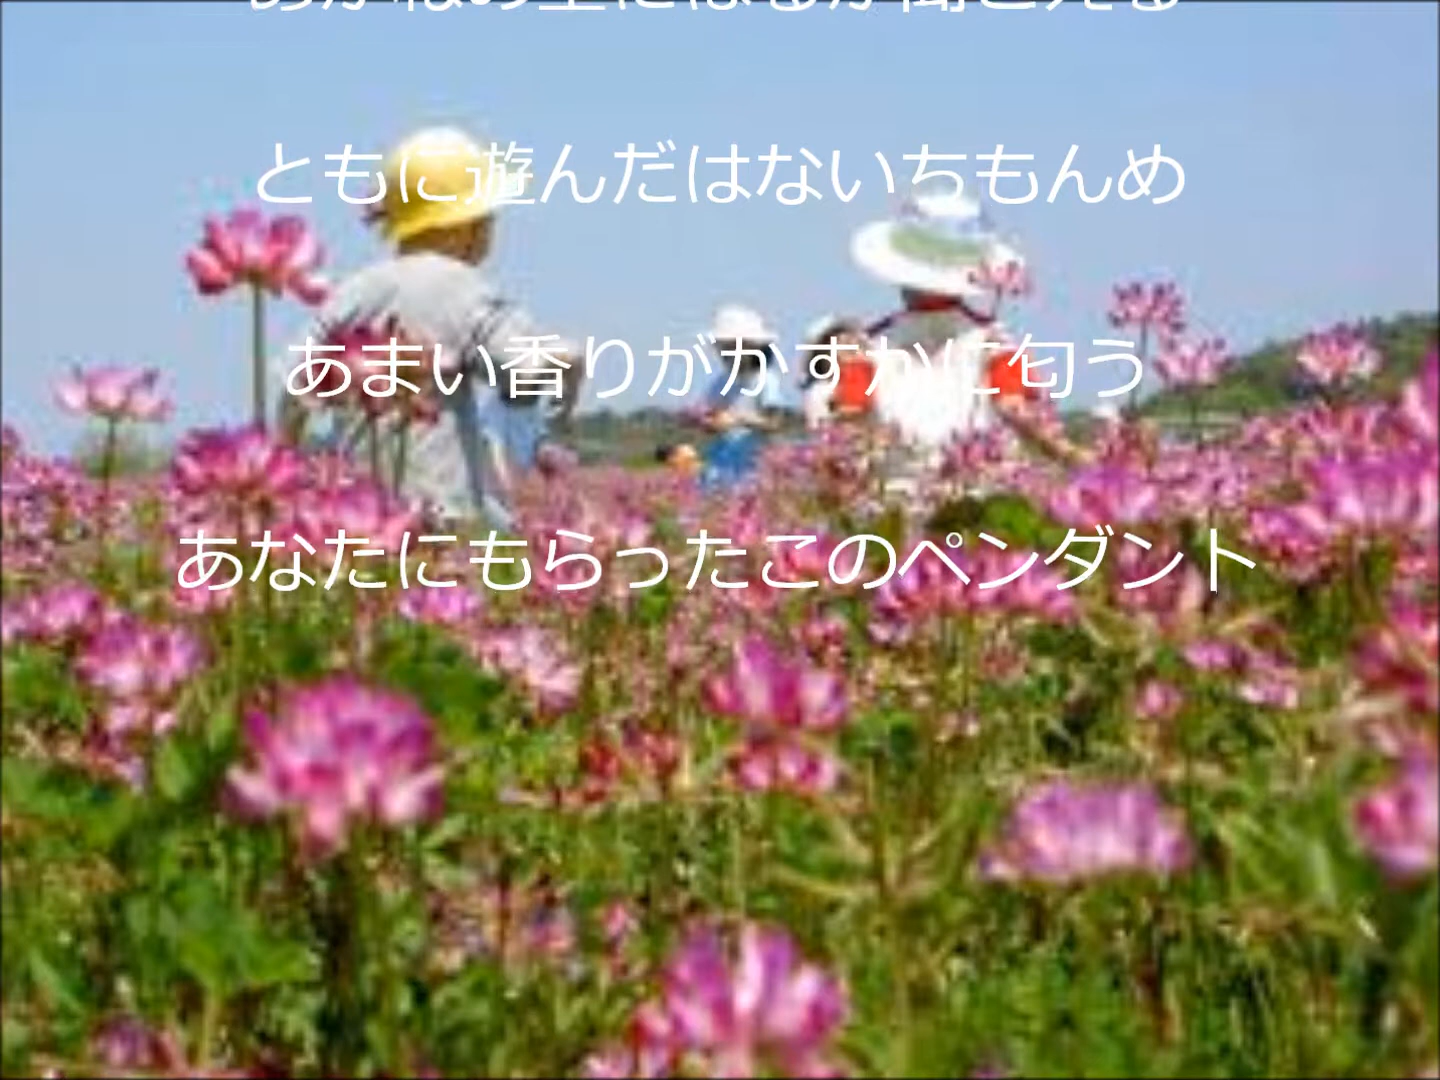 ともに遊んだはないちもんめ
あまい香りがかすかに匂う
あなたにもらったこのペンダント